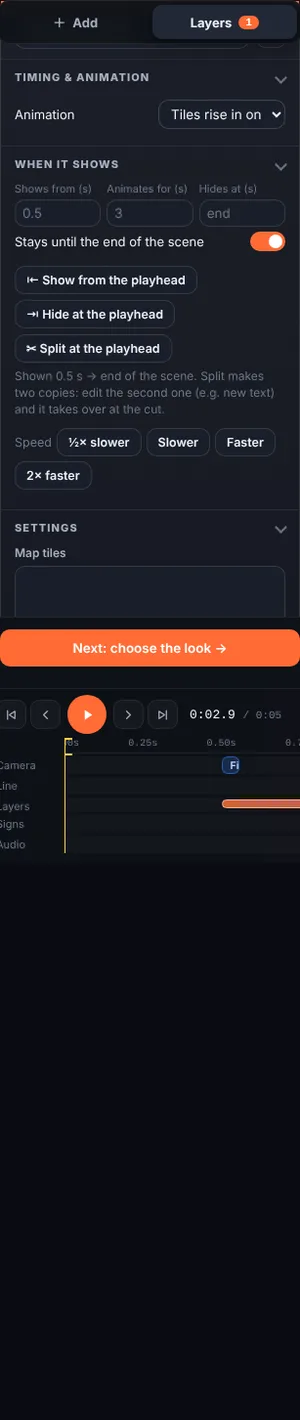 + Add
Layers 1
TIMING & ANIMATION
Animation
Tiles rise in on
WHEN IT SHOWS
Shows from (s) Animates for (s) Hides at (s)
0.5 3 end
Stays until the end of the scene
⇤ Show from the playhead
⇥ Hide at the playhead
✂ Split at the playhead
Shown 0.5 s → end of the scene. Split makes
two copies: edit the second one (e.g. new text)
and it takes over at the cut.
Speed ½× slower Slower Faster
2× faster
SETTINGS
Map tiles
Next: choose the look →
0:02.9 / 0:05
0s 0.25s 0.50s 0.7
Camera Fi
Line
Layers
Signs
Audio